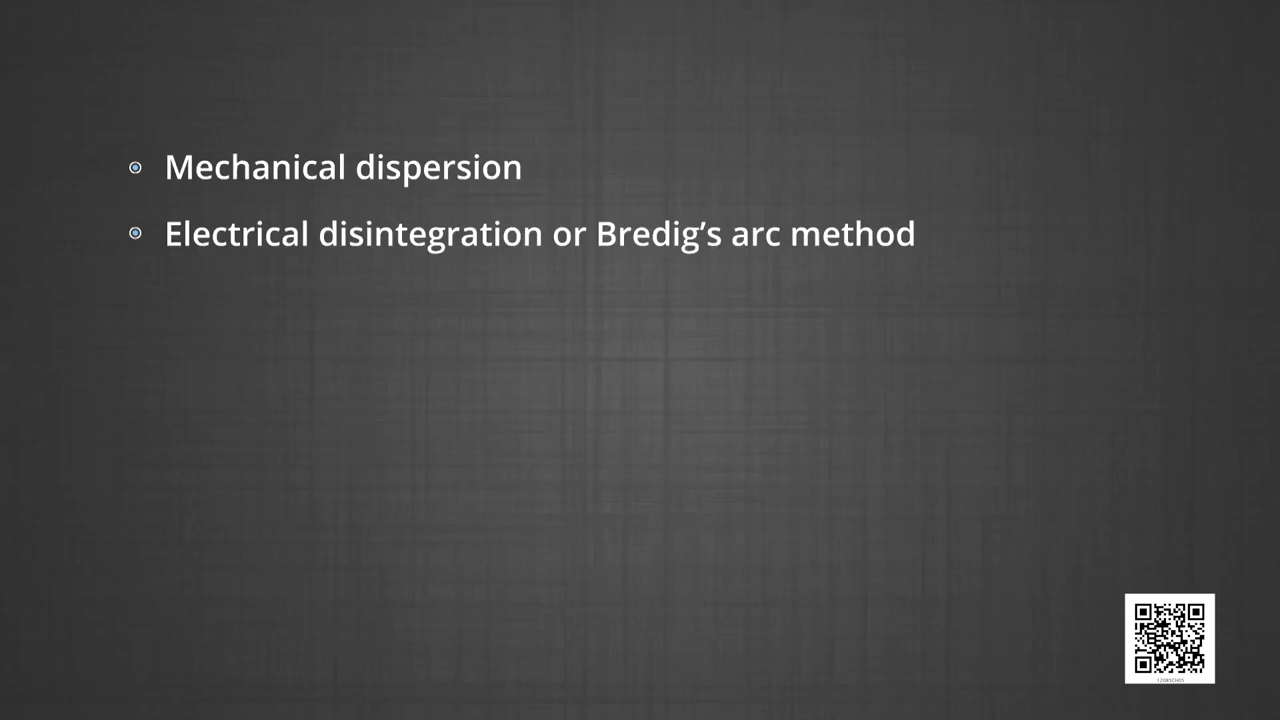 Mechanical dispersion
Electrical disintegration or Bredig’s arc method